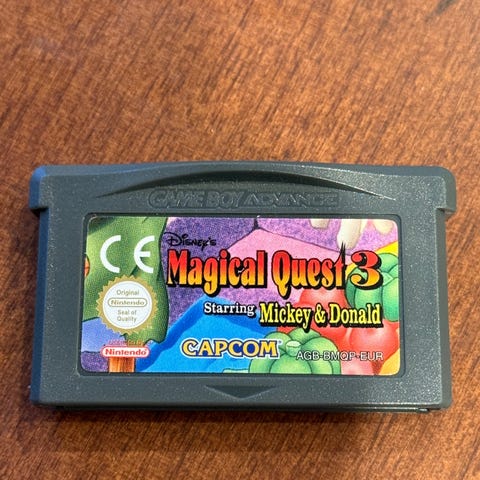 GAME BOY ADVANCE
CE
Disney's
Magical Quest 3
Starring Mickey & Donald
Original
Nintendo
Seal of
Quality
Nintendo
CAPCOM
AGB-BMQP-EUR